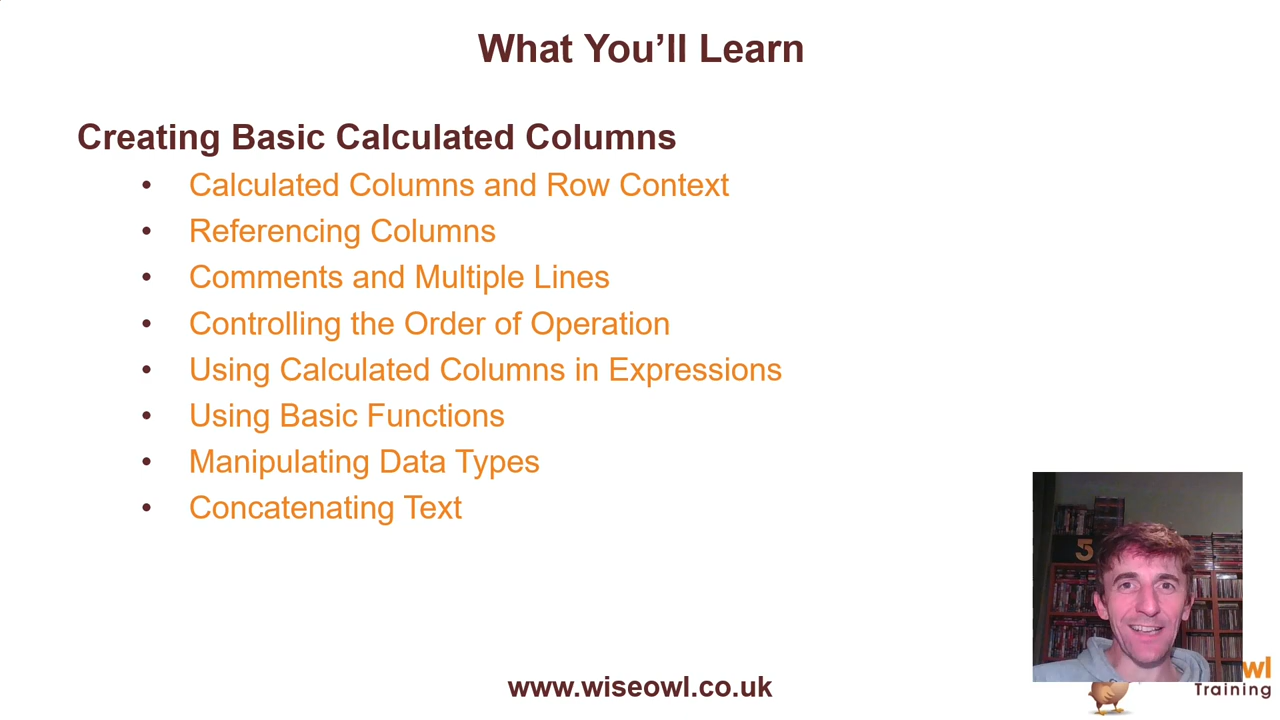 What You’ll Learn
Creating Basic Calculated Columns
• Calculated Columns and Row Context
• Referencing Columns
• Comments and Multiple Lines
• Controlling the Order of Operation
• Using Calculated Columns in Expressions
• Using Basic Functions
• Manipulating Data Types
• Concatenating Text
5
www.wiseowl.co.uk
wl
Training